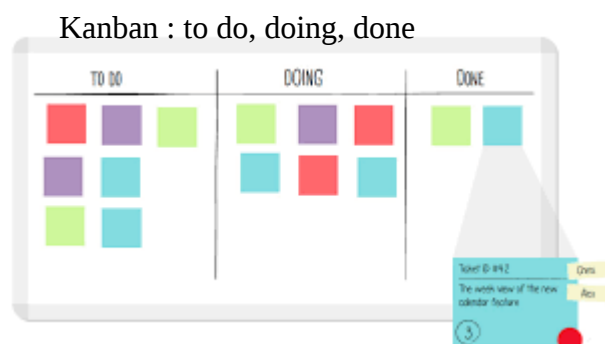 Kanban : to do, doing, done
TO DO
DOING
DONE
Ticket ID #42
The week view of the new
calendar feature
Chris
Alex
3